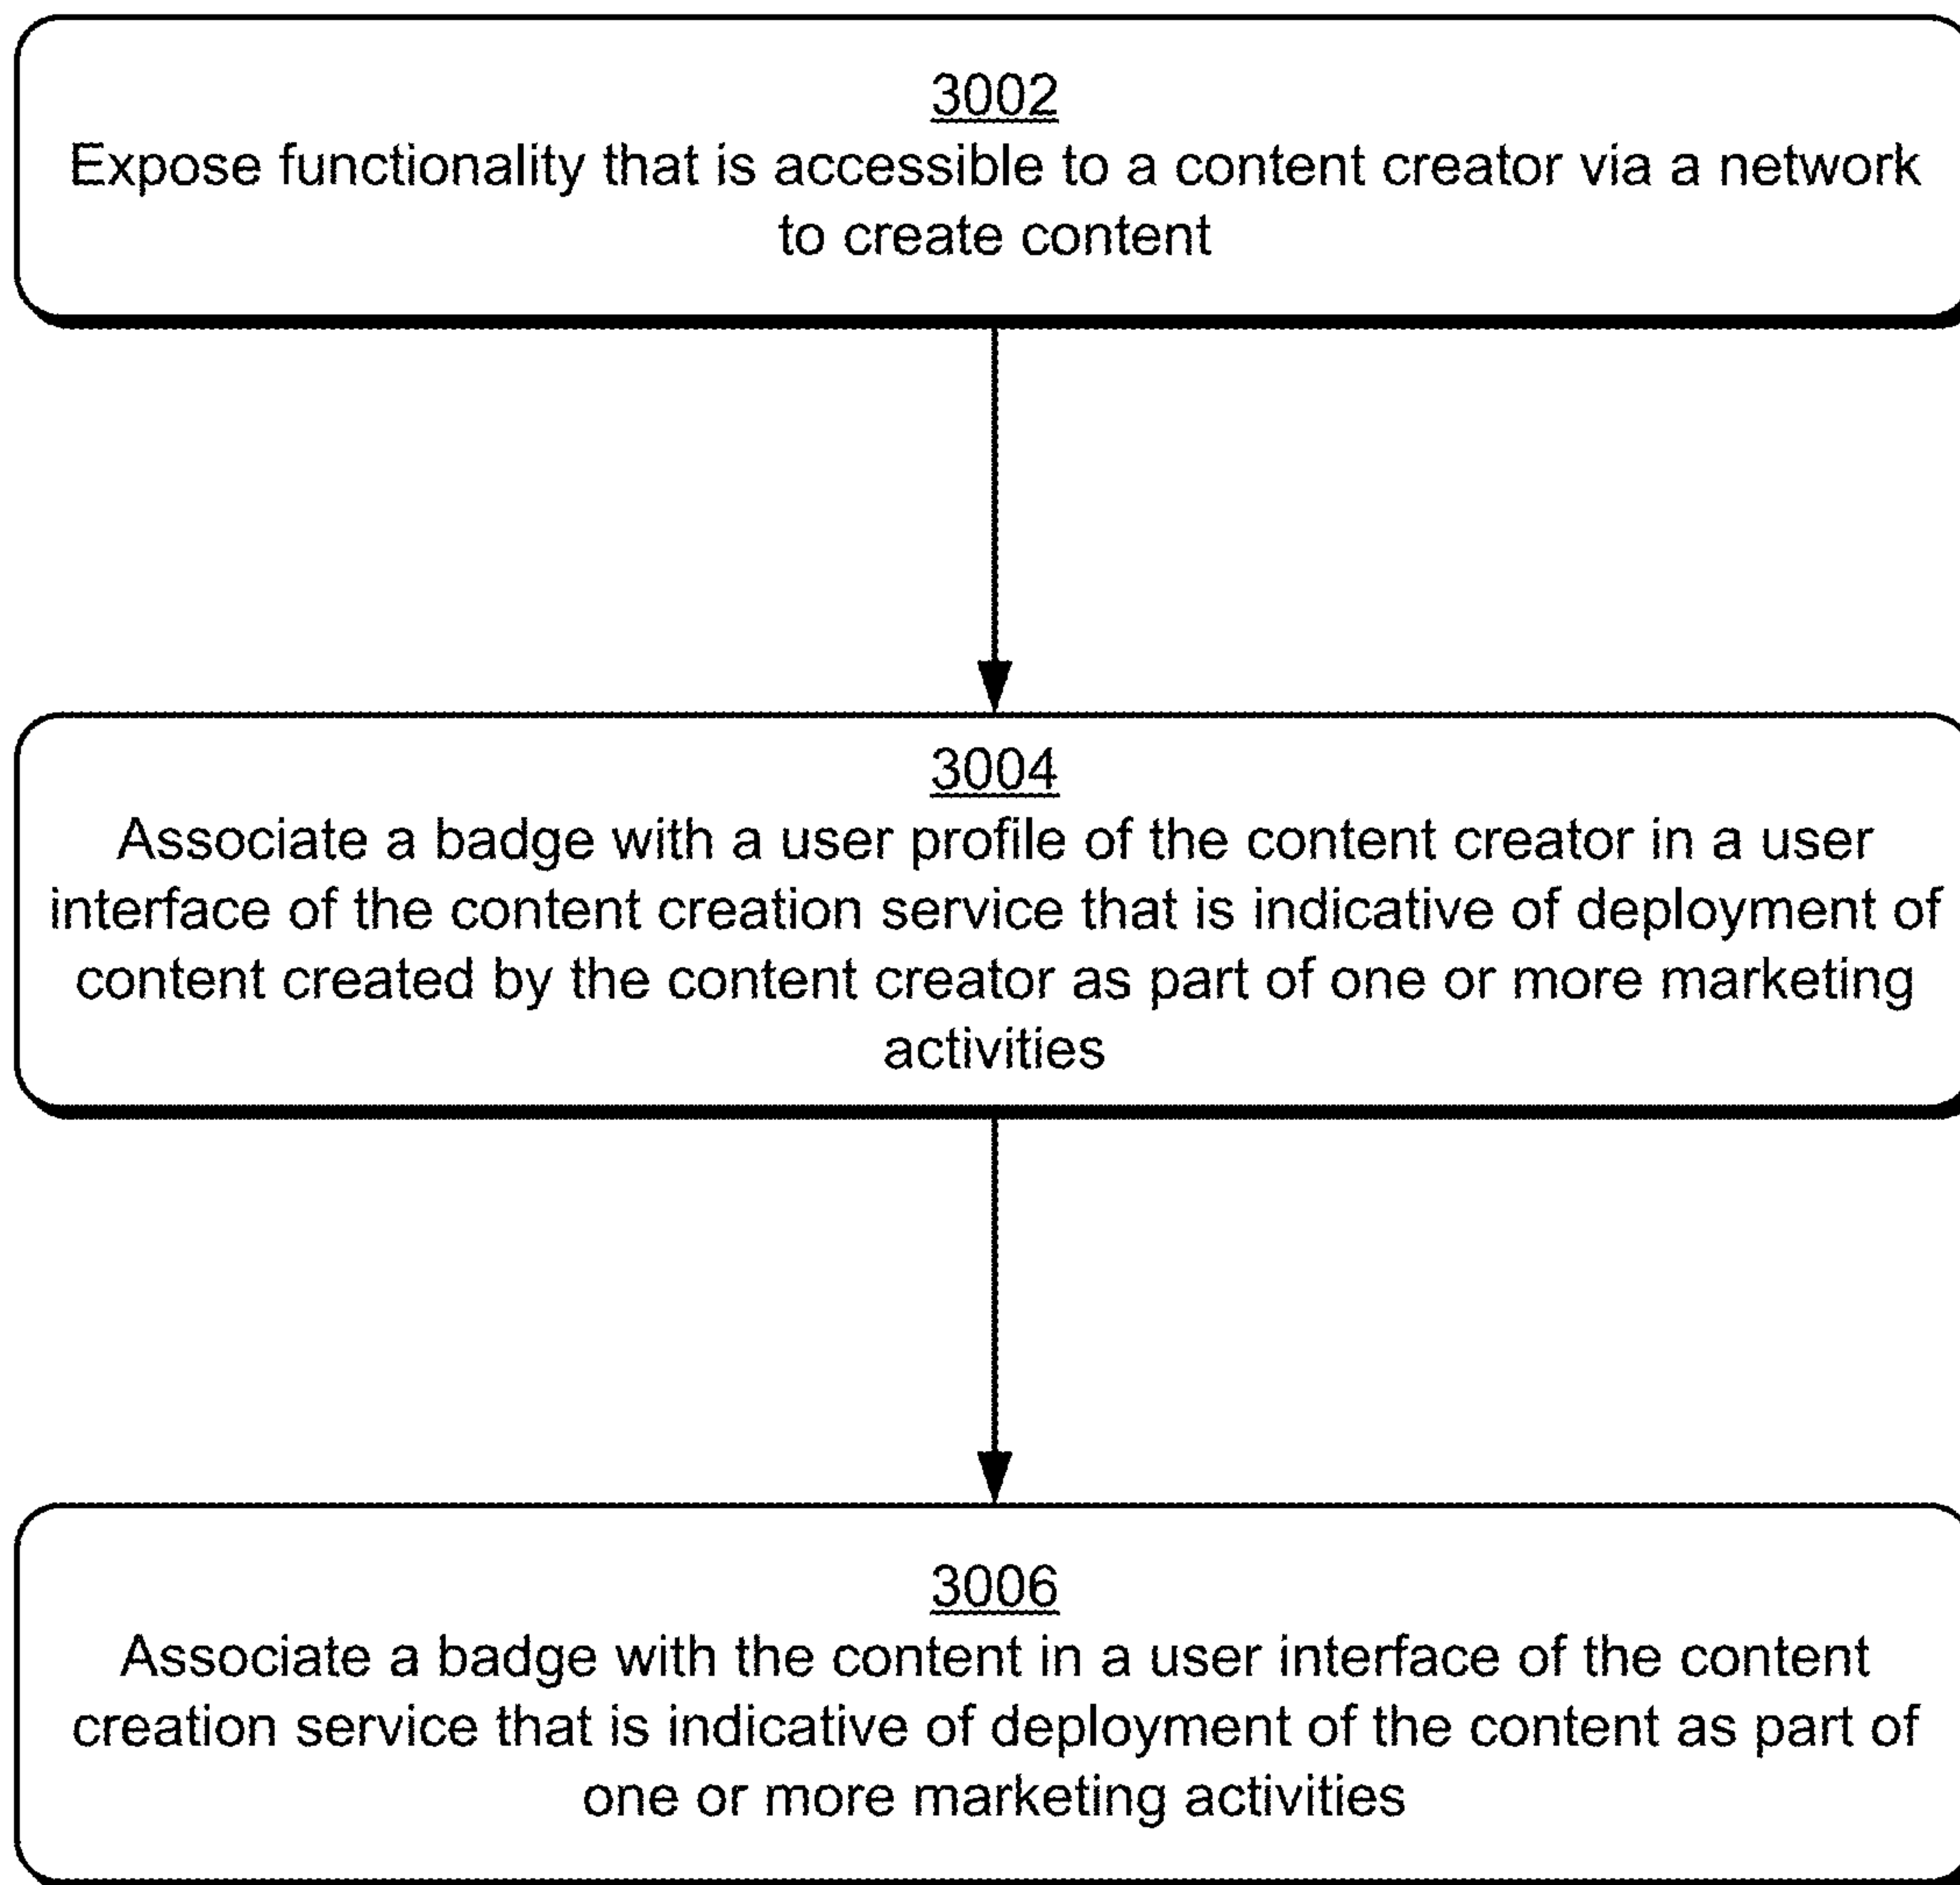 3002
Expose functionality that is accessible to a content creator via a network
to create content
3004
Associate a badge with a user profile of the content creator in a user
interface of the content creation service that is indicative of deployment of
content created by the content creator as part of one or more marketing
activities
3006
Associate a badge with the content in a user interface of the content
creation service that is indicative of deployment of the content as part of
one or more marketing activities